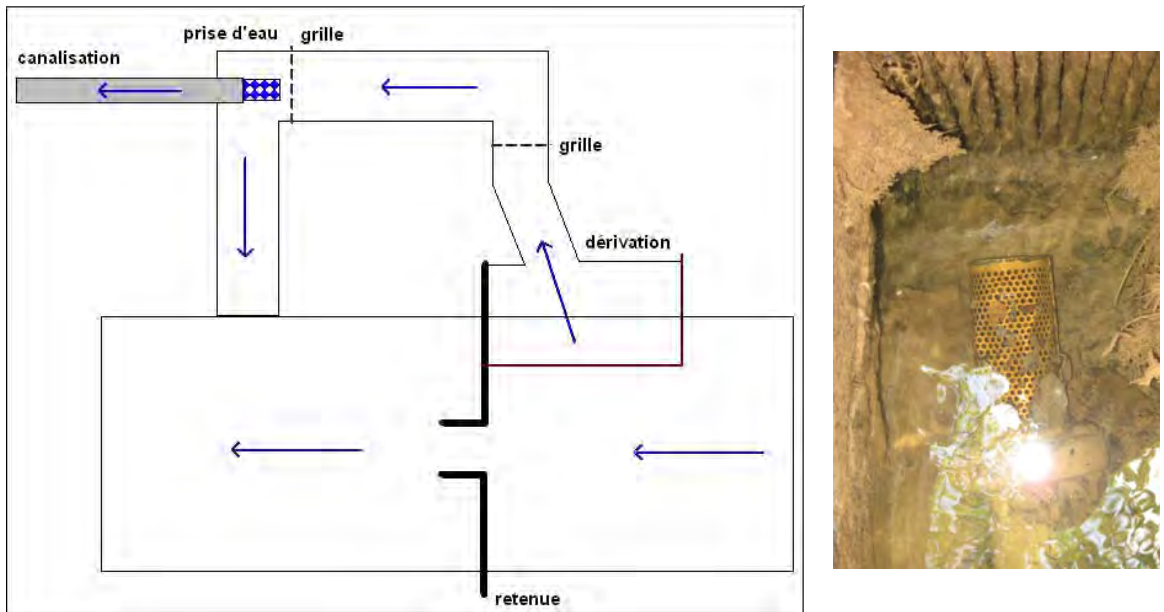 prise d'eau
grille
canalisation
grille
dérivation
retenue